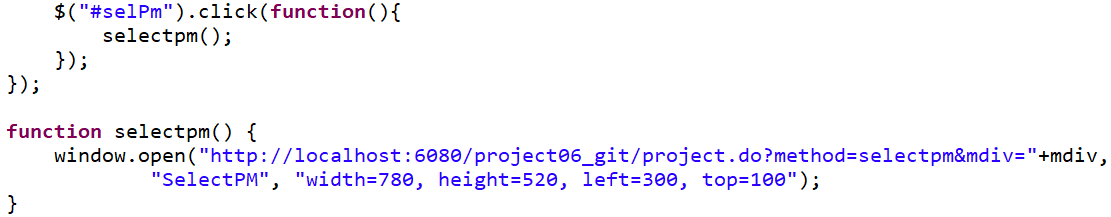 $("#selPm").click(function(){
selectpm();
});
});
function selectpm() {
window.open("http://localhost:6080/project06_git/project.do?method=selectpm&mdiv="+mdiv,
"SelectPM", "width=780, height=520, left=300, top=100");
}